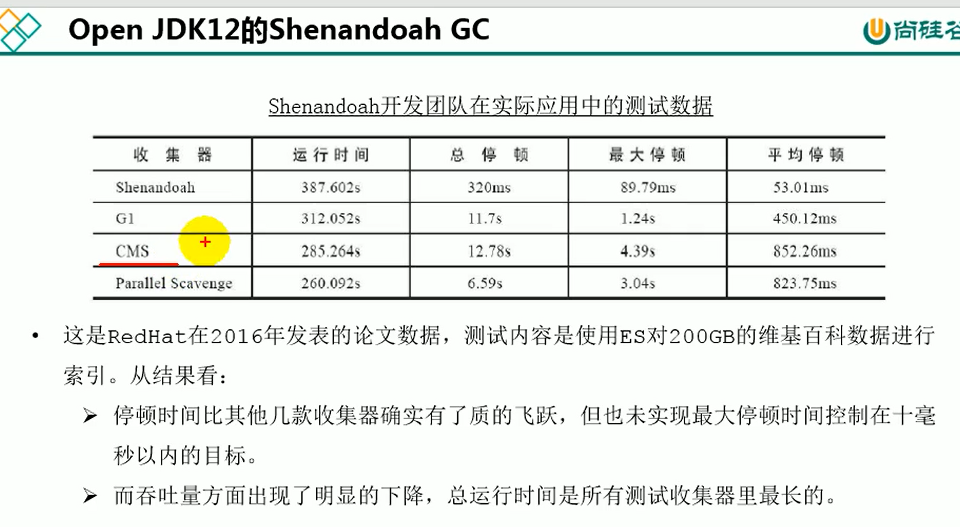 Open JDK12的Shenandoah GC
尚硅谷
Shenandoah开发团队在实际应用中的测试数据
收集器 运行时间 总停顿 最大停顿 平均停顿
Shenandoah 387.602s 320ms 89.79ms 53.01ms
G1 312.052s 11.7s 1.24s 450.12ms
CMS 285.264s 12.78s 4.39s 852.26ms
Parallel Scavenge 260.092s 6.59s 3.04s 823.75ms
• 这是RedHat在2016年发表的论文数据，测试内容是使用ES对200GB的维基百科数据进行
索引。从结果看：
➢ 停顿时间比其他几款收集器确实有了质的飞跃，但也未实现最大停顿时间控制在十毫
秒以内的目标。
➢ 而吞吐量方面出现了明显的下降，总运行时间是所有测试收集器里最长的。